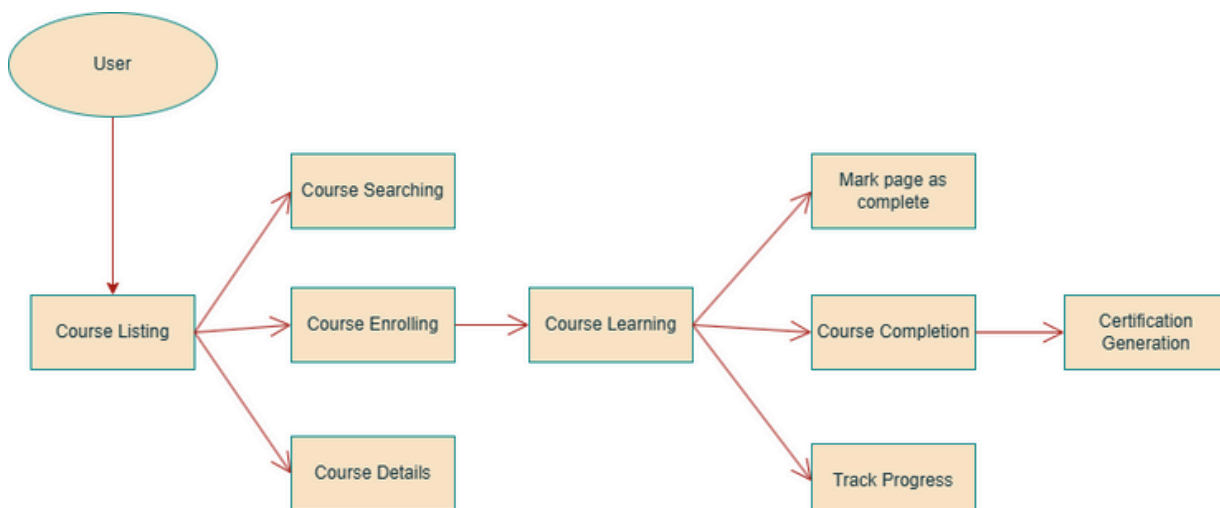 User
Course Searching
Mark page as
complete
Course Listing
Course Enrolling
Course Learning
Course Completion
Certification
Generation
Course Details
Track Progress